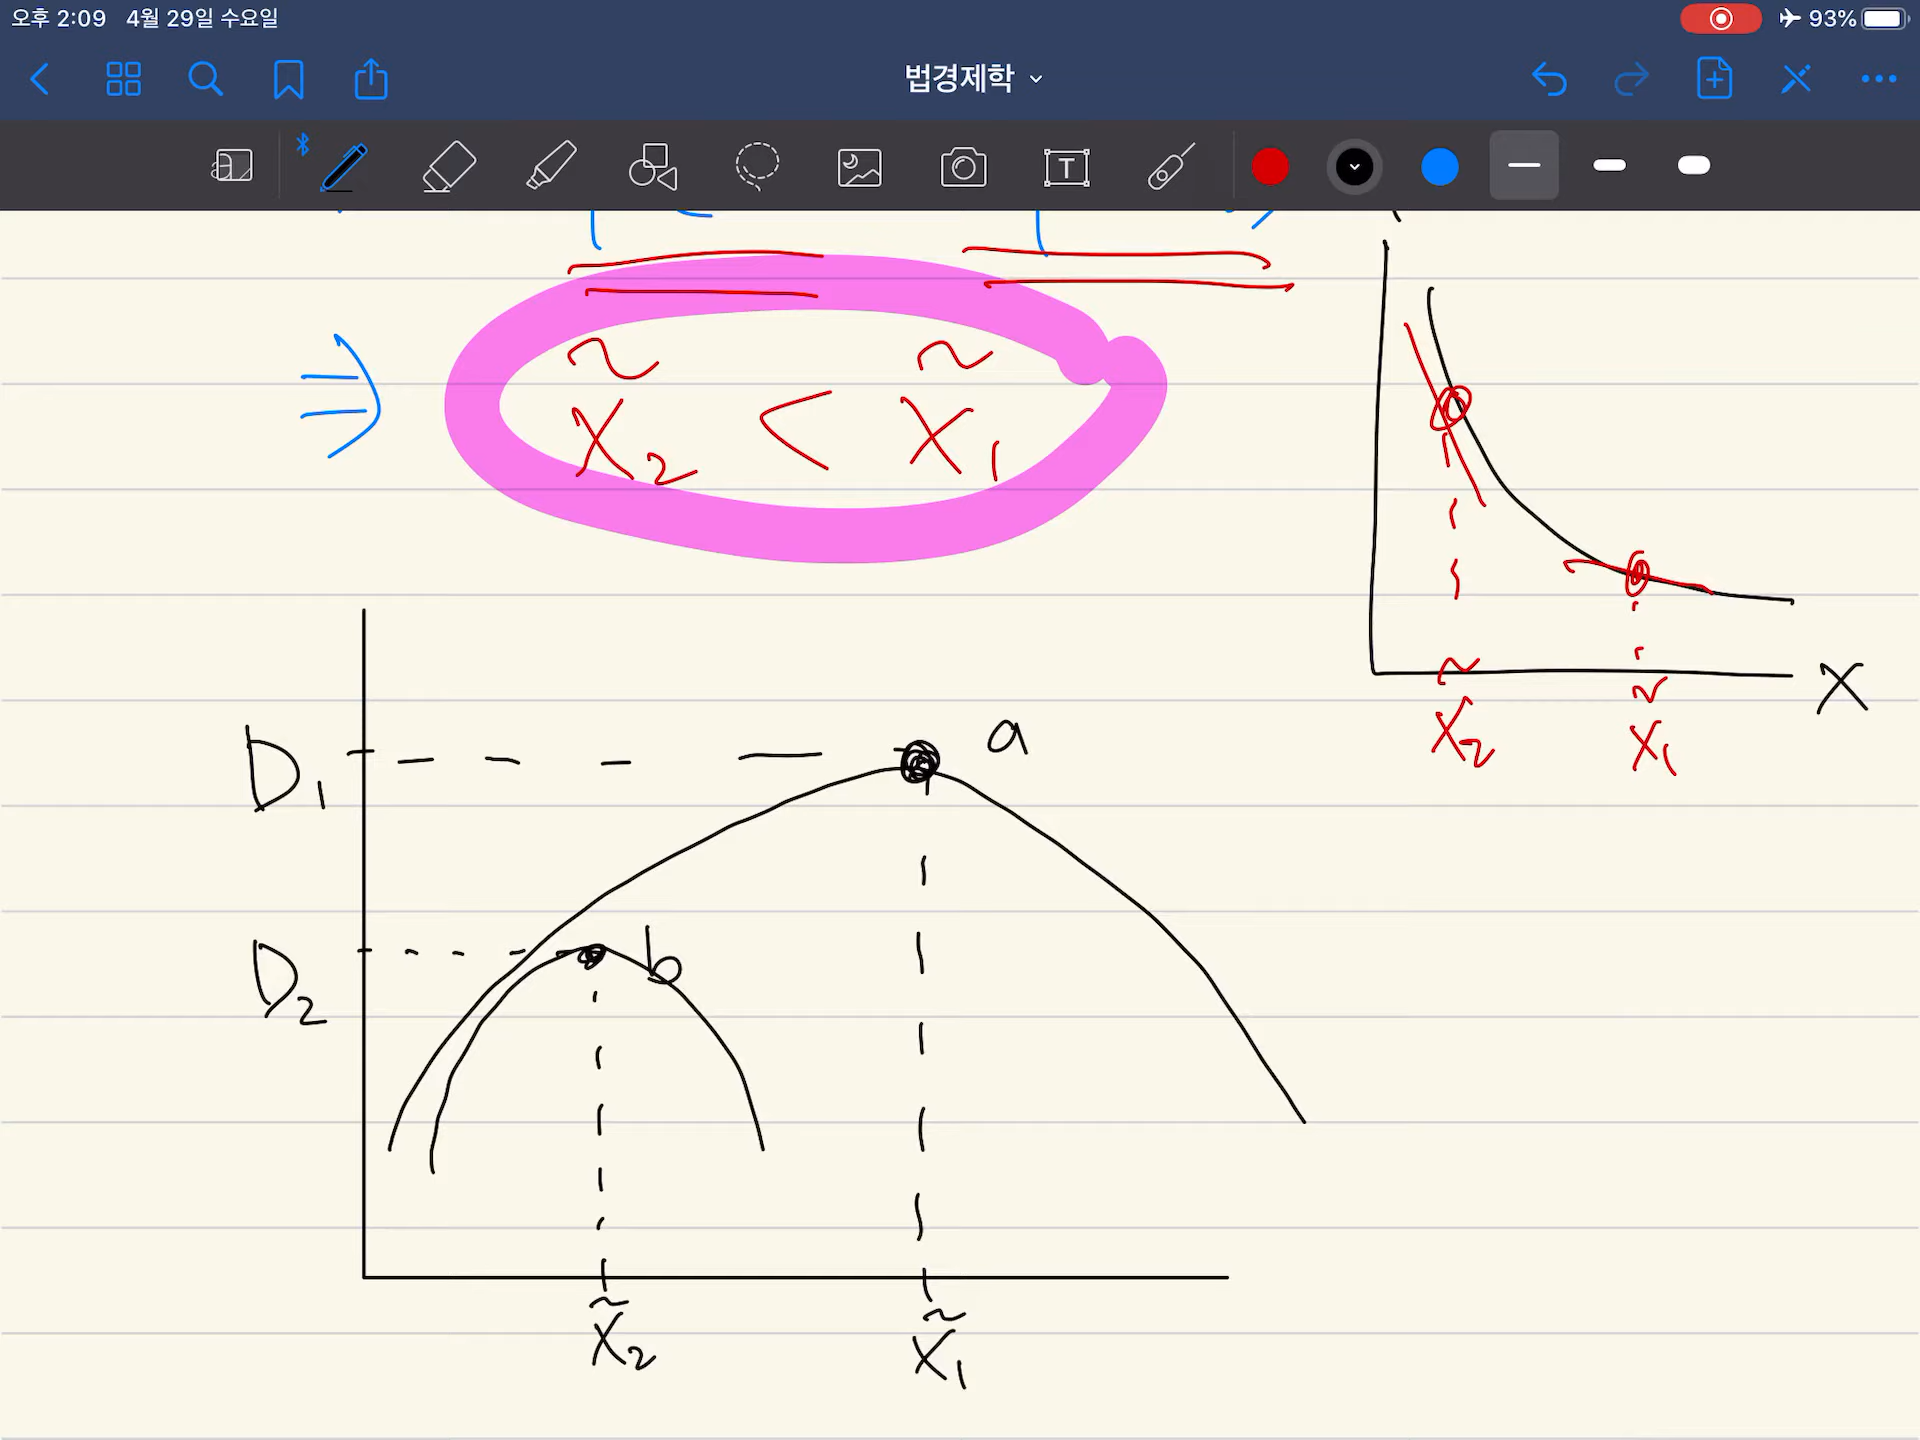 오후 2:09 4월 29일 수요일 93%
법경제학
T
X̃₂ < X̃₁
X
X̃₂ X̃₁
D₁ a
D₂ b
X̃₂ X̃₁